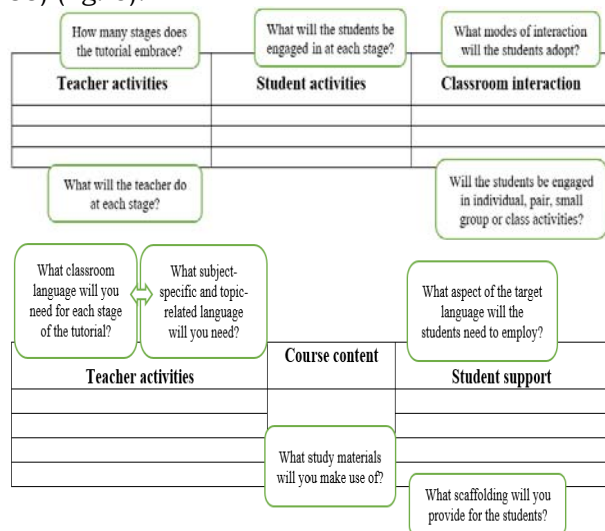 How many stages does
the tutorial embrace?
What will the students be
engaged in at each stage?
What modes of interaction
will the students adopt?
Teacher activities
Student activities
Classroom interaction
What will the teacher do
at each stage?
Will the students be engaged
in individual, pair, small
group or class activities?
What classroom
language will you
need for each stage
of the tutorial?
What subject-
specific and topic-
related language
will you need?
What aspect of the target
language will the
students need to employ?
Course content
Teacher activities
Student support
What study materials
will you make use of?
What scaffolding will you
provide for the students?